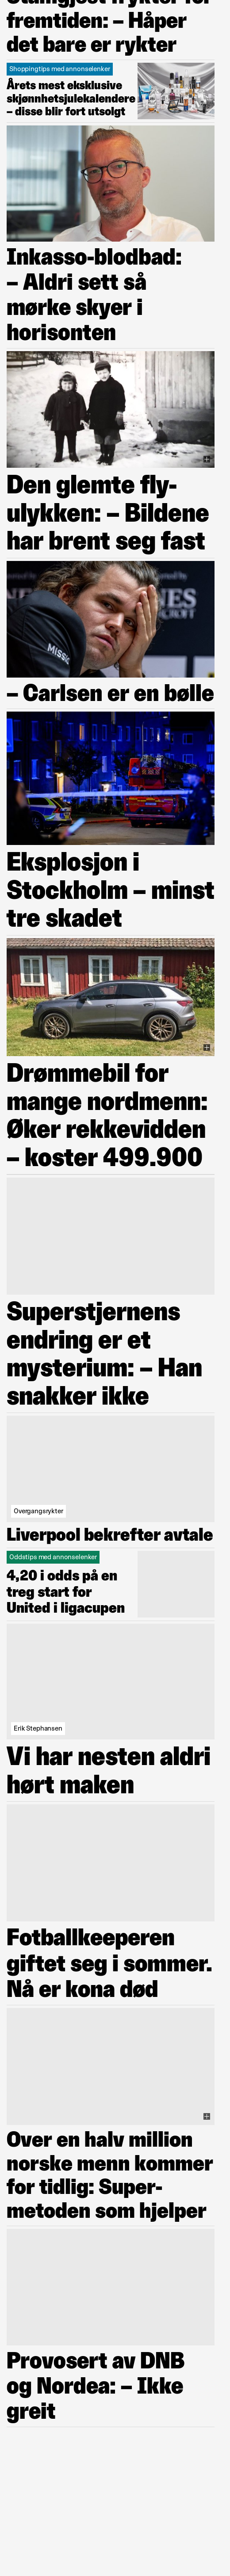 fremtiden: – Håper
det bare er rykter
Shoppingtips med annonselenker
Årets mest eksklusive
skjønnhetsjulekalendere
– disse blir fort utsolgt
Inkasso-blodbad:
– Aldri sett så
mørke skyer i
horisonten
Den glemte fly-
ulykken: – Bildene
har brent seg fast
– Carlsen er en bølle
Eksplosjon i
Stockholm – minst
tre skadet
Drømmebil for
mange nordmenn:
Øker rekkevidden
– koster 499.900
Superstjernens
endring er et
mysterium: – Han
snakker ikke
Overgangsrykter
Liverpool bekrefter avtale
Oddstips med annonselenker
4,20 i odds på en
treg start for
United i ligacupen
Erik Stephansen
Vi har nesten aldri
hørt maken
Fotballkeeperen
giftet seg i sommer.
Nå er kona død
Over en halv million
norske menn kommer
for tidlig: Super-
metoden som hjelper
Provosert av DNB
og Nordea: – Ikke
greit